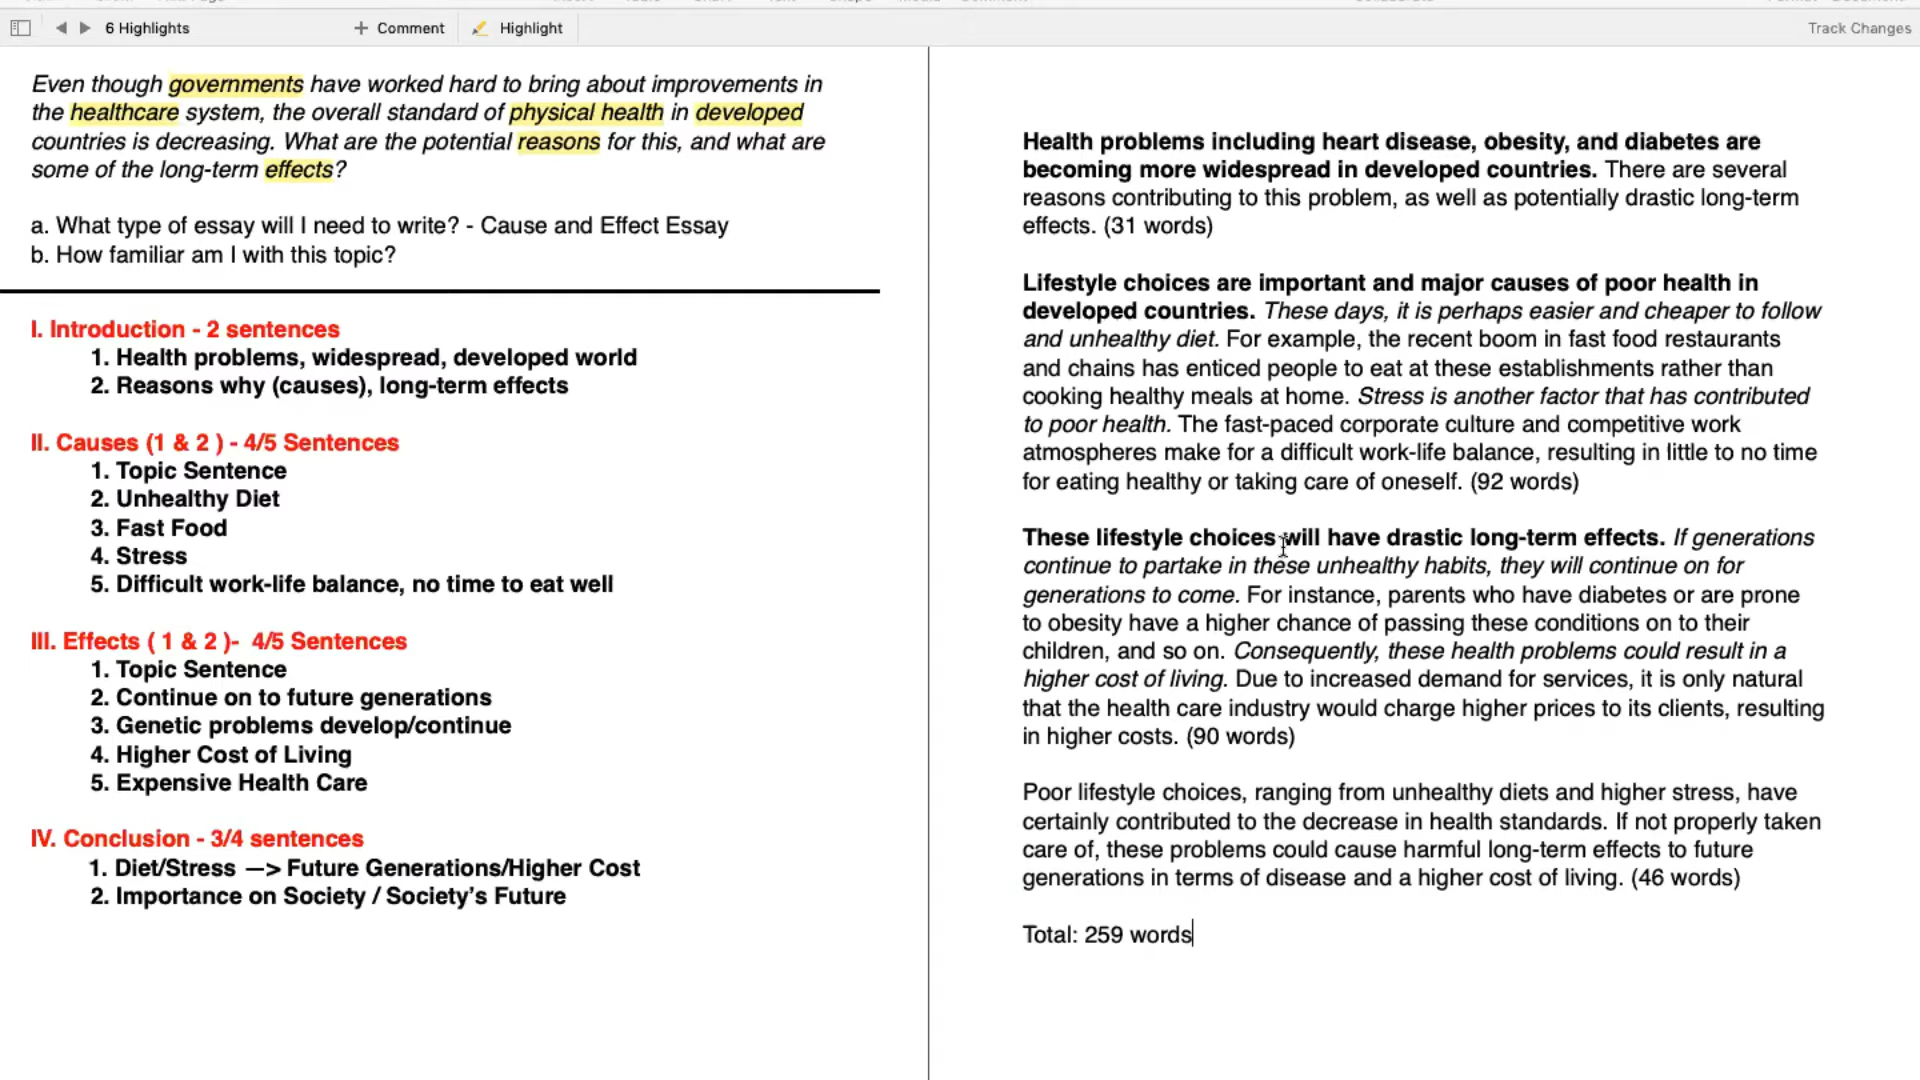 6 Highlights
Comment
Highlight
Track Changes
Even though governments have worked hard to bring about improvements in
the healthcare system, the overall standard of physical health in developed
countries is decreasing. What are the potential reasons for this, and what are
some of the long-term effects?
a. What type of essay will I need to write? - Cause and Effect Essay
b. How familiar am I with this topic?
I. Introduction - 2 sentences
1. Health problems, widespread, developed world
2. Reasons why (causes), long-term effects
II. Causes (1 & 2 ) - 4/5 Sentences
1. Topic Sentence
2. Unhealthy Diet
3. Fast Food
4. Stress
5. Difficult work-life balance, no time to eat well
III. Effects ( 1 & 2 )-  4/5 Sentences
1. Topic Sentence
2. Continue on to future generations
3. Genetic problems develop/continue
4. Higher Cost of Living
5. Expensive Health Care
IV. Conclusion - 3/4 sentences
1. Diet/Stress —> Future Generations/Higher Cost
2. Importance on Society / Society’s Future
Health problems including heart disease, obesity, and diabetes are
becoming more widespread in developed countries. There are several
reasons contributing to this problem, as well as potentially drastic long-term
effects. (31 words)
Lifestyle choices are important and major causes of poor health in
developed countries. These days, it is perhaps easier and cheaper to follow
and unhealthy diet. For example, the recent boom in fast food restaurants
and chains has enticed people to eat at these establishments rather than
cooking healthy meals at home. Stress is another factor that has contributed
to poor health. The fast-paced corporate culture and competitive work
atmospheres make for a difficult work-life balance, resulting in little to no time
for eating healthy or taking care of oneself. (92 words)
These lifestyle choices will have drastic long-term effects. If generations
continue to partake in these unhealthy habits, they will continue on for
generations to come. For instance, parents who have diabetes or are prone
to obesity have a higher chance of passing these conditions on to their
children, and so on. Consequently, these health problems could result in a
higher cost of living. Due to increased demand for services, it is only natural
that the health care industry would charge higher prices to its clients, resulting
in higher costs. (90 words)
Poor lifestyle choices, ranging from unhealthy diets and higher stress, have
certainly contributed to the decrease in health standards. If not properly taken
care of, these problems could cause harmful long-term effects to future
generations in terms of disease and a higher cost of living. (46 words)
Total: 259 words